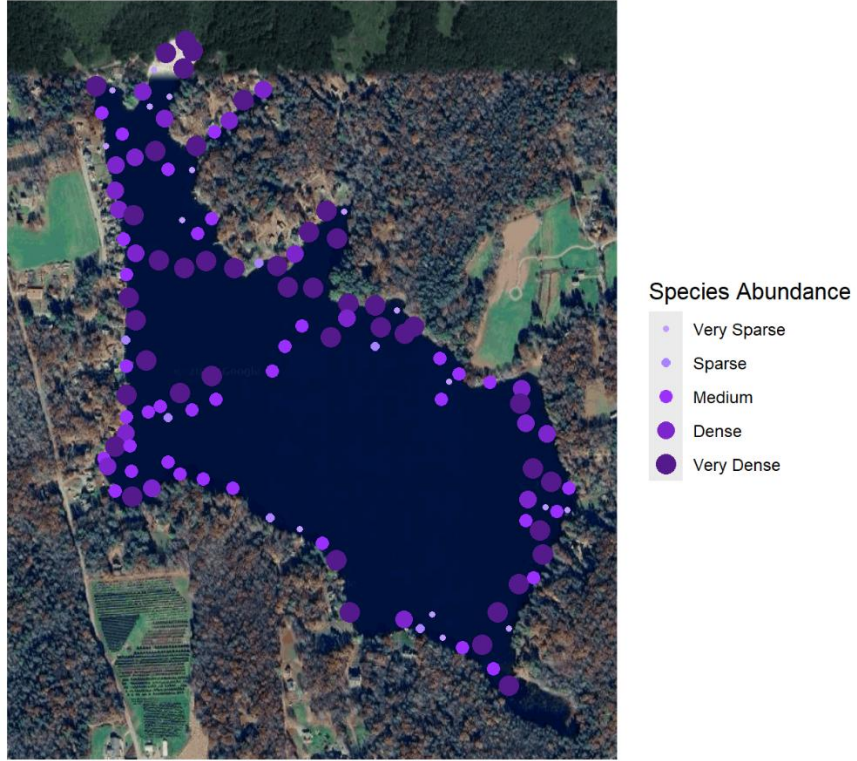 Species Abundance
Very Sparse
Sparse
Medium
Dense
Very Dense